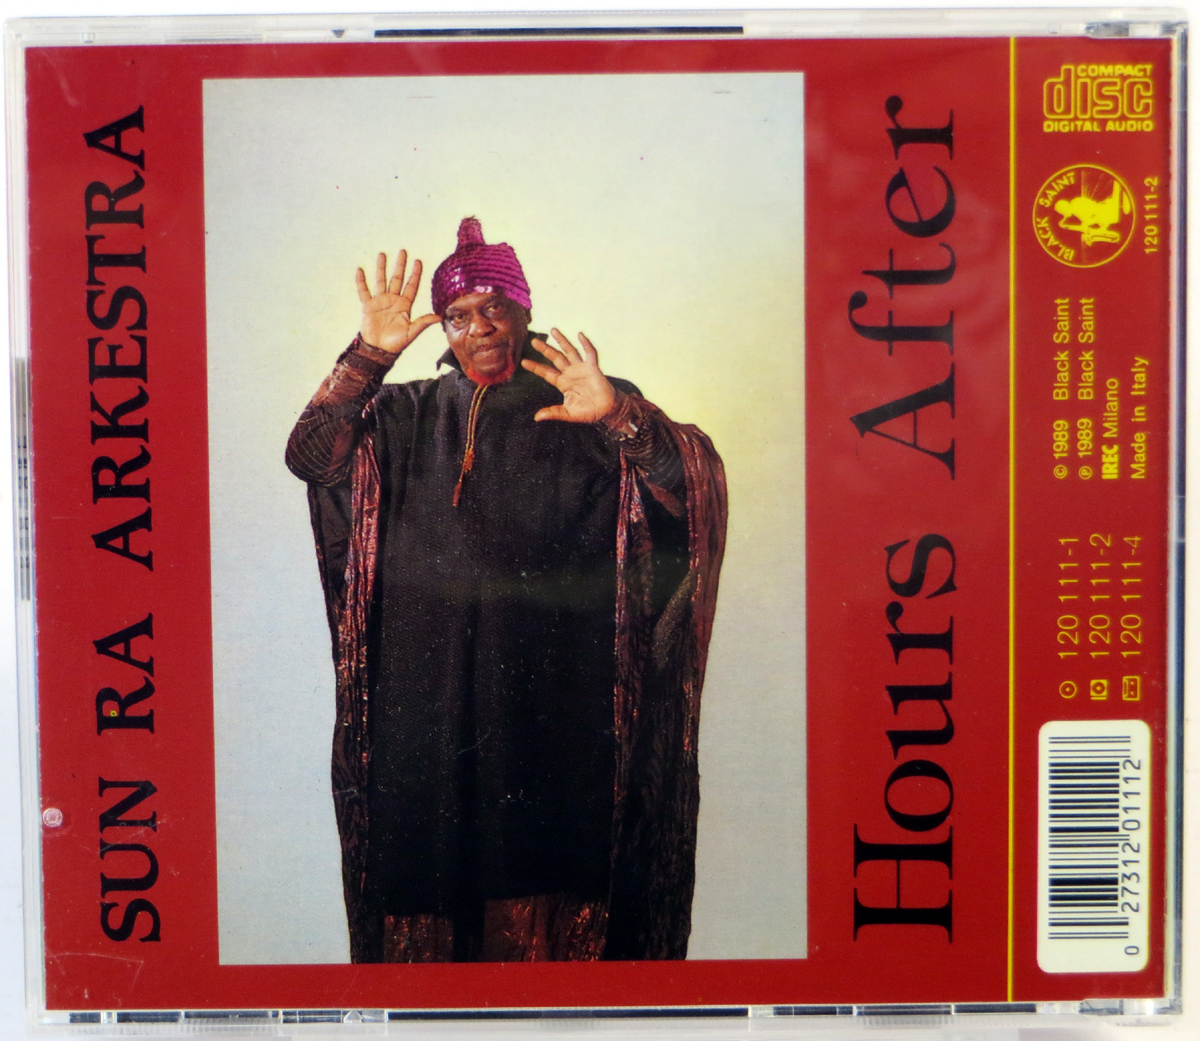 SUN RA ARKESTRA
Hours After
COMPACT
disc
DIGITAL AUDIO
BLACK SAINT
120 111-2
© 1989 Black Saint
℗ 1989 Black Saint
IREC Milano
Made in Italy
120 111-1
120 111-2
120 111-4
0 27312 01112